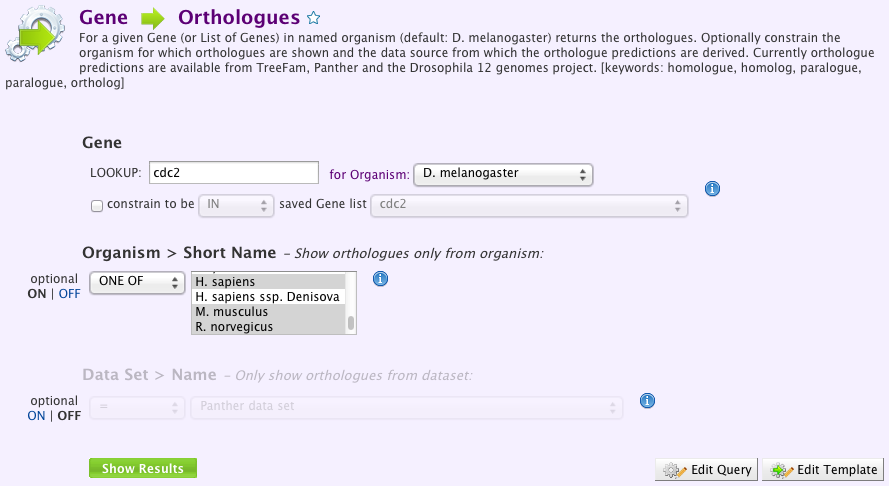 Gene Orthologues
For a given Gene (or List of Genes) in named organism (default: D. melanogaster) returns the orthologues. Optionally constrain the
organism for which orthologues are shown and the data source from which the orthologue predictions are derived. Currently orthologue
predictions are available from TreeFam, Panther and the Drosophila 12 genomes project. [keywords: homologue, homolog, paralogue,
paralogue, ortholog]
Gene
LOOKUP: cdc2 for Organism: D. melanogaster
constrain to be IN saved Gene list cdc2
Organism > Short Name – Show orthologues only from organism:
optional ONE OF H. sapiens
ON | OFF H. sapiens ssp. Denisova
M. musculus
R. norvegicus
Data Set > Name – Only show orthologues from dataset:
optional = Panther data set
ON | OFF
Show Results Edit Query Edit Template